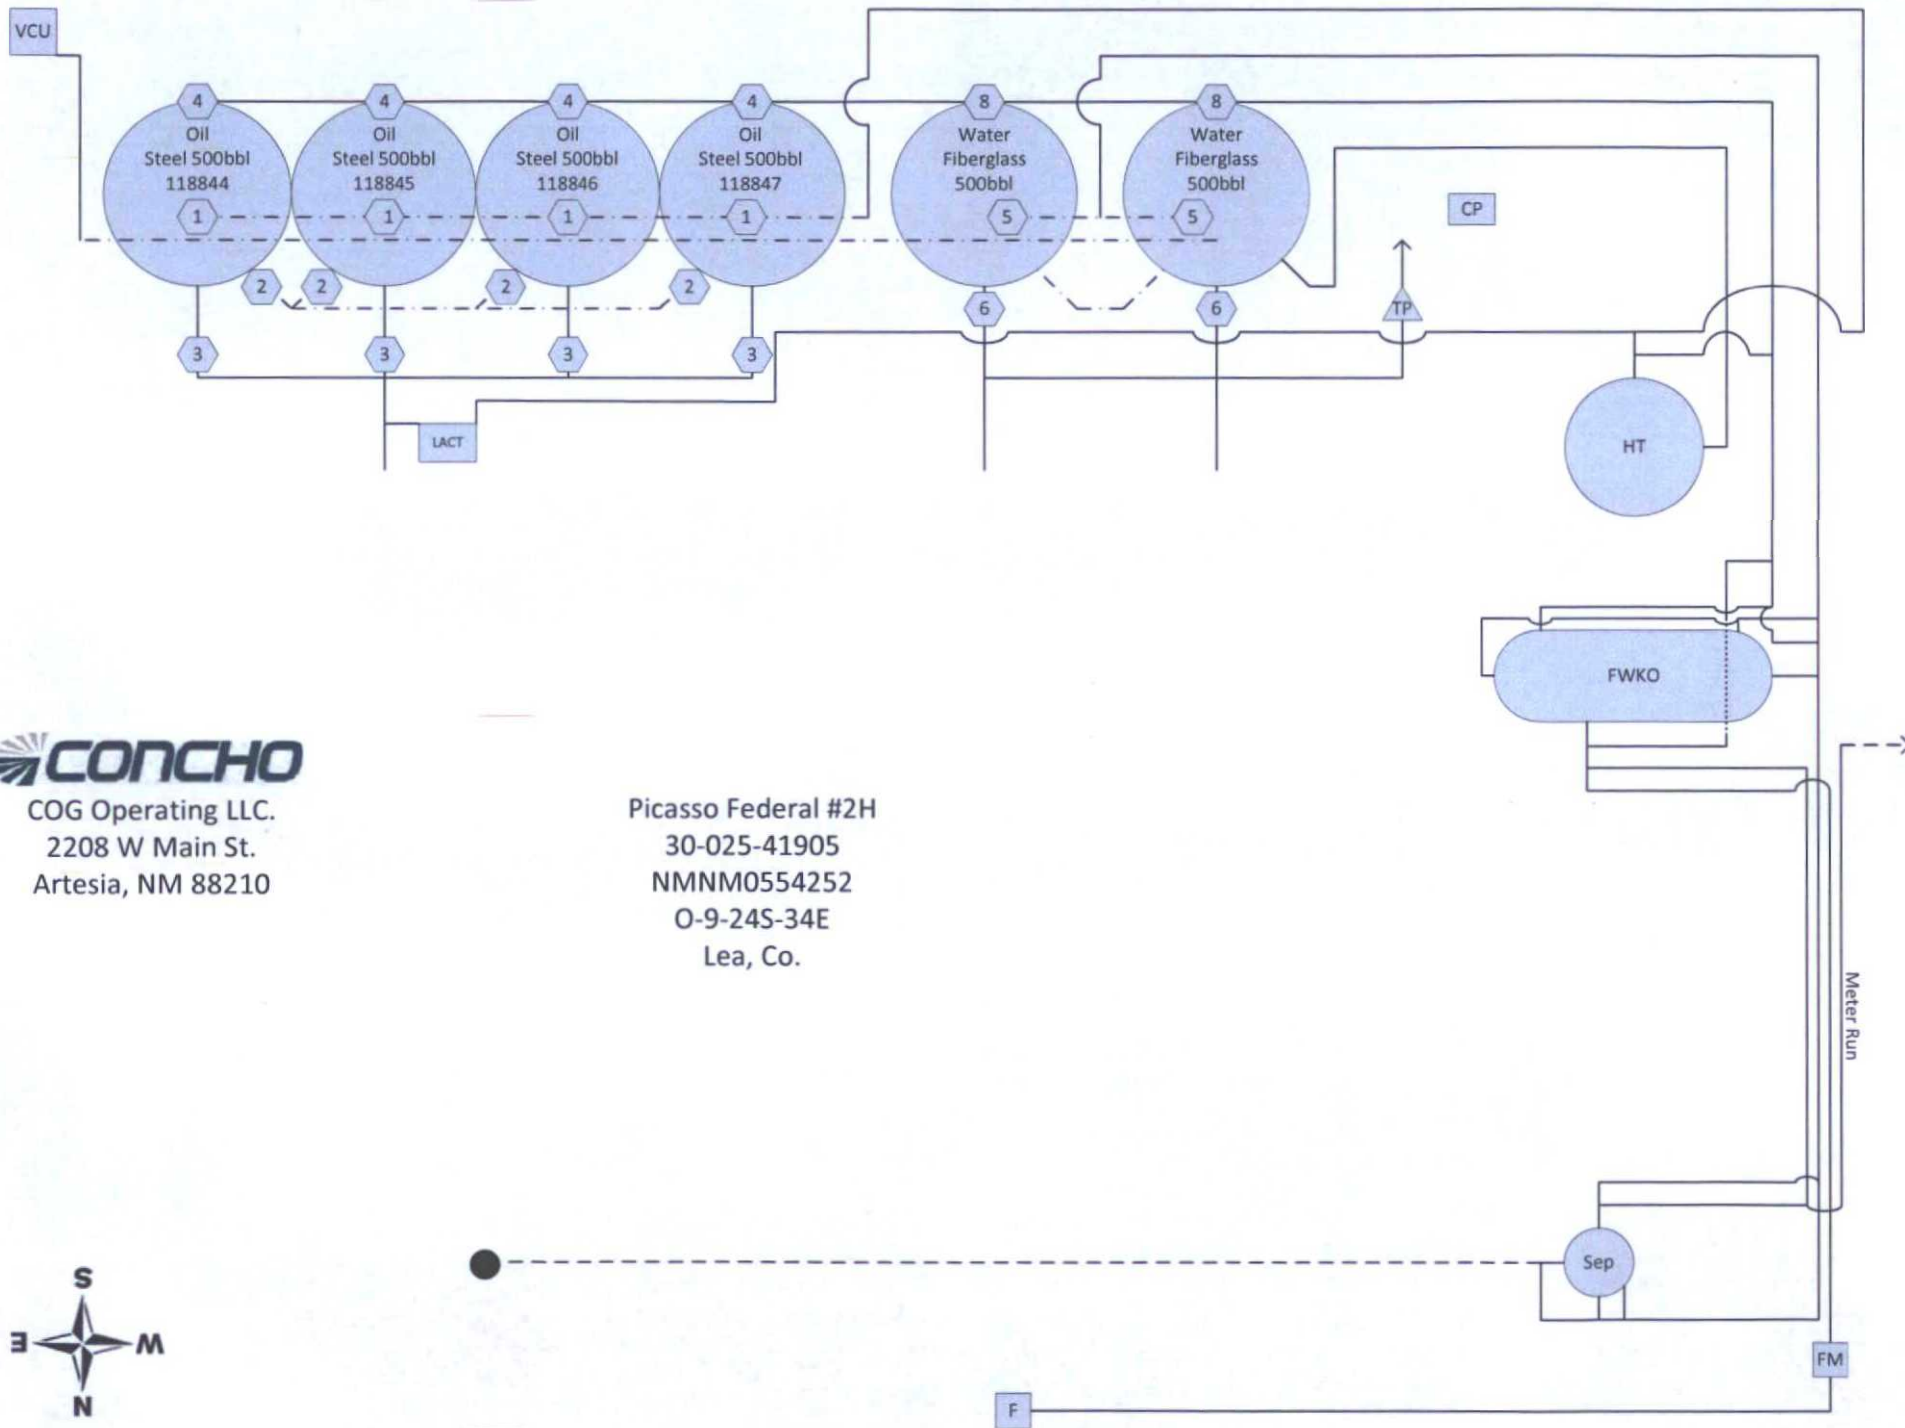 VCU
4
4
4
4
8
8
Oil
Steel 500bbl
118844
Oil
Steel 500bbl
118845
Oil
Steel 500bbl
118846
Oil
Steel 500bbl
118847
Water
Fiberglass
500bbl
Water
Fiberglass
500bbl
1
1
1
1
5
5
CP
2
2
2
2
6
6
TP
3
3
3
3
LACT
HT
FWKO
CONCHO
COG Operating LLC.
2208 W Main St.
Artesia, NM 88210
Picasso Federal #2H
30-025-41905
NMNM0554252
O-9-24S-34E
Lea, Co.
Meter Run
Sep
S
E
W
N
FM
F